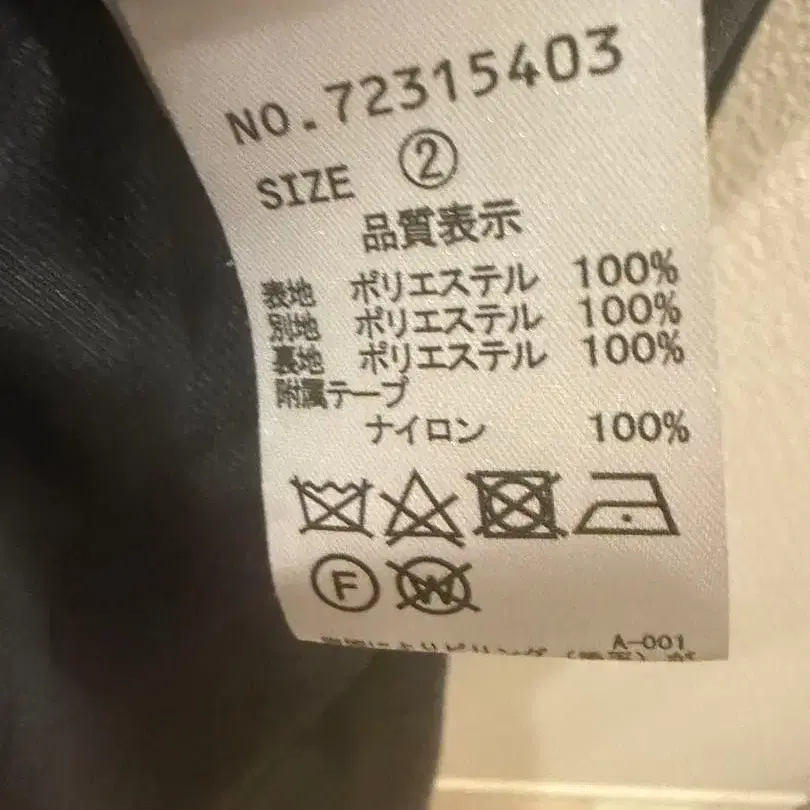 NO.72315403
SIZE ②
品質表示
表地 ポリエステル 100%
別地 ポリエステル 100%
裏地 ポリエステル 100%
附属テープ
ナイロン 100%
F W
A-001